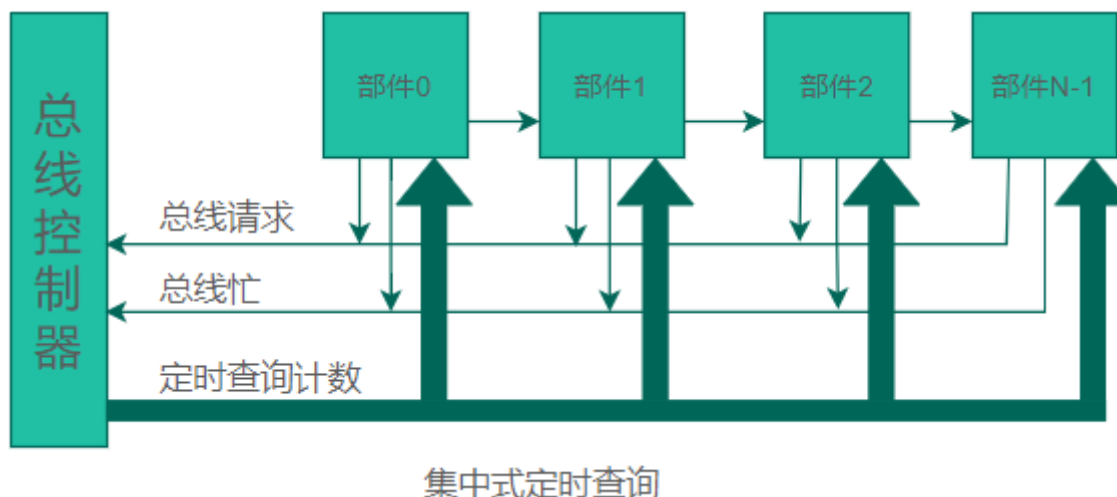 总线控制器
部件0
部件1
部件2
部件N-1
总线请求
总线忙
定时查询计数
集中式定时查询